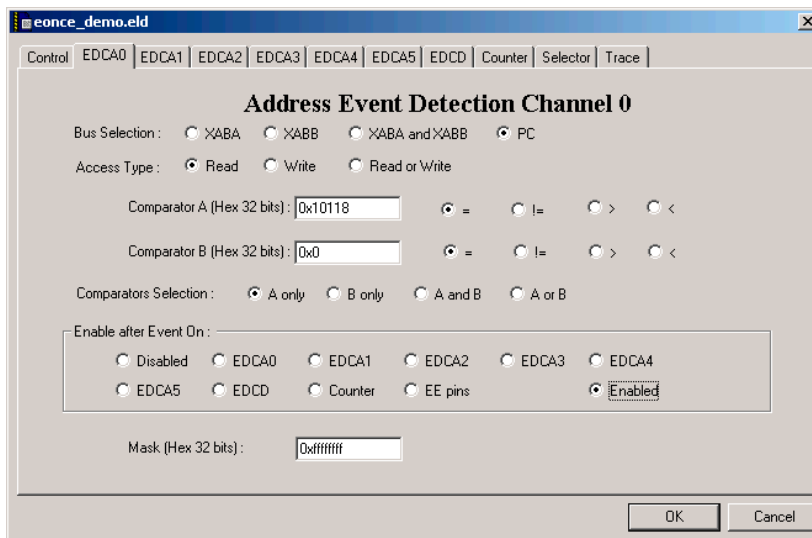 eonce_demo.eld
Control EDCA0 EDCA1 EDCA2 EDCA3 EDCA4 EDCA5 EDCD Counter Selector Trace
Address Event Detection Channel 0
Bus Selection : XABA XABB XABA and XABB PC
Access Type : Read Write Read or Write
Comparator A (Hex 32 bits) : 0x10118 = != > <
Comparator B (Hex 32 bits) : 0x0 = != > <
Comparators Selection : A only B only A and B A or B
Enable after Event On :
Disabled EDCA0 EDCA1 EDCA2 EDCA3 EDCA4
EDCA5 EDCD Counter EE pins Enabled
Mask (Hex 32 bits) : 0xffffffff
OK Cancel